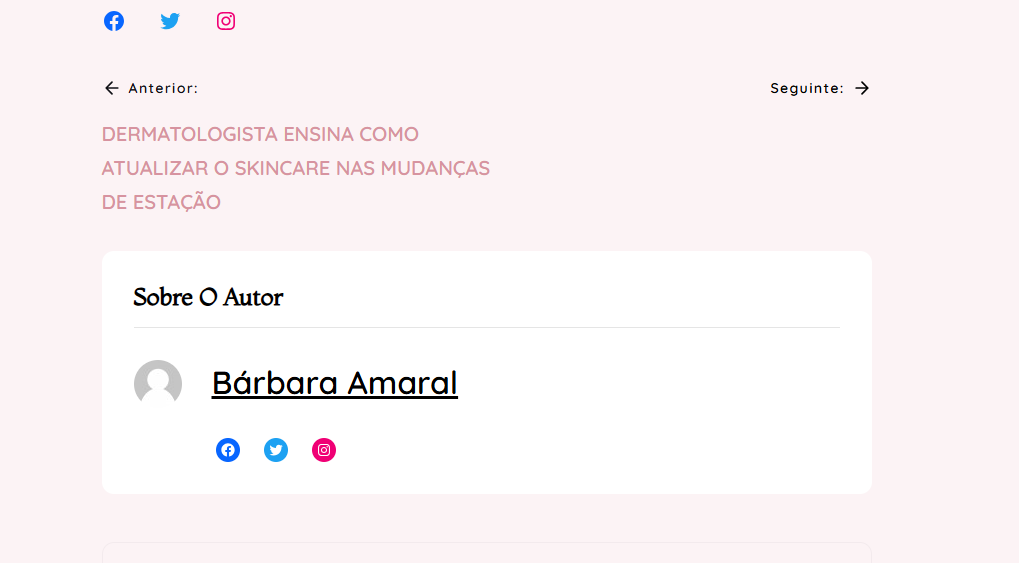 Anterior:
Seguinte:
DERMATOLOGISTA ENSINA COMO
ATUALIZAR O SKINCARE NAS MUDANÇAS
DE ESTAÇÃO
Sobre O Autor
Bárbara Amaral